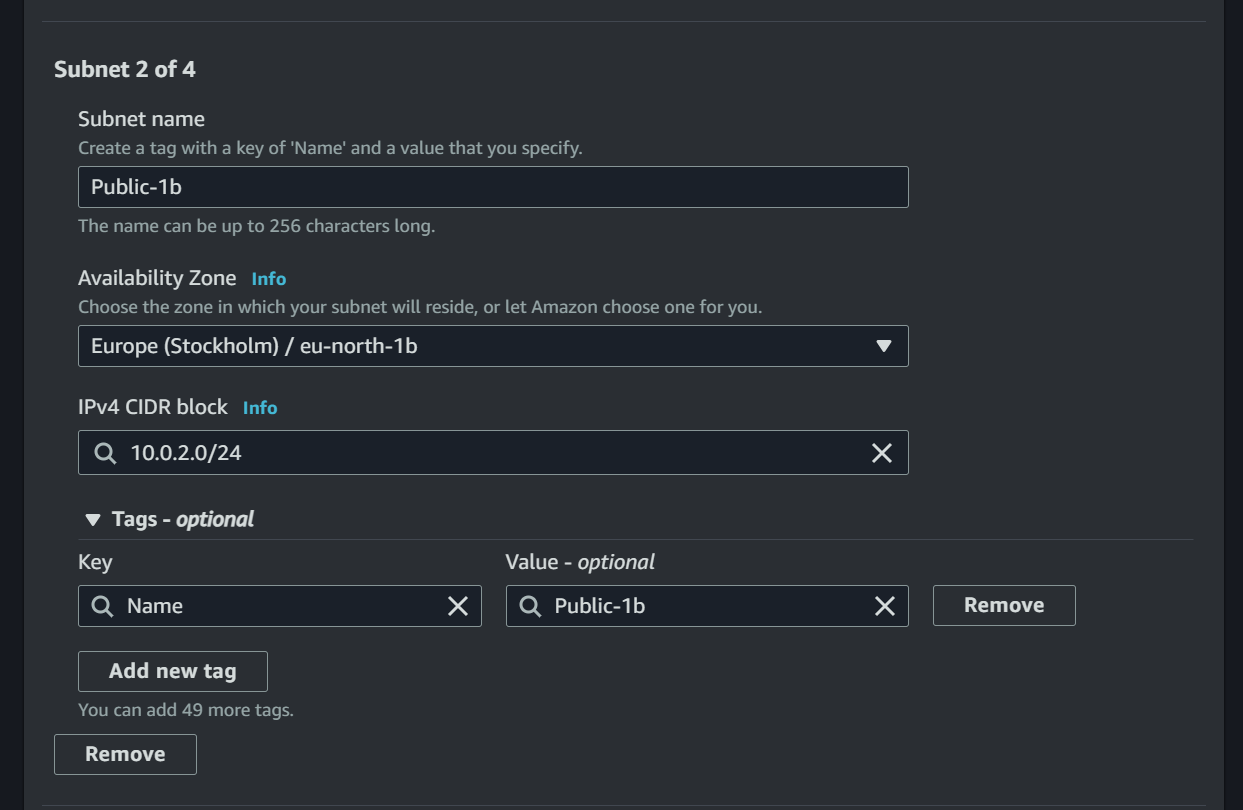 Subnet 2 of 4
Subnet name
Create a tag with a key of 'Name' and a value that you specify.
Public-1b
The name can be up to 256 characters long.
Availability Zone Info
Choose the zone in which your subnet will reside, or let Amazon choose one for you.
Europe (Stockholm) / eu-north-1b
IPv4 CIDR block Info
10.0.2.0/24
Tags - optional
Key Value - optional
Name Public-1b Remove
Add new tag
You can add 49 more tags.
Remove